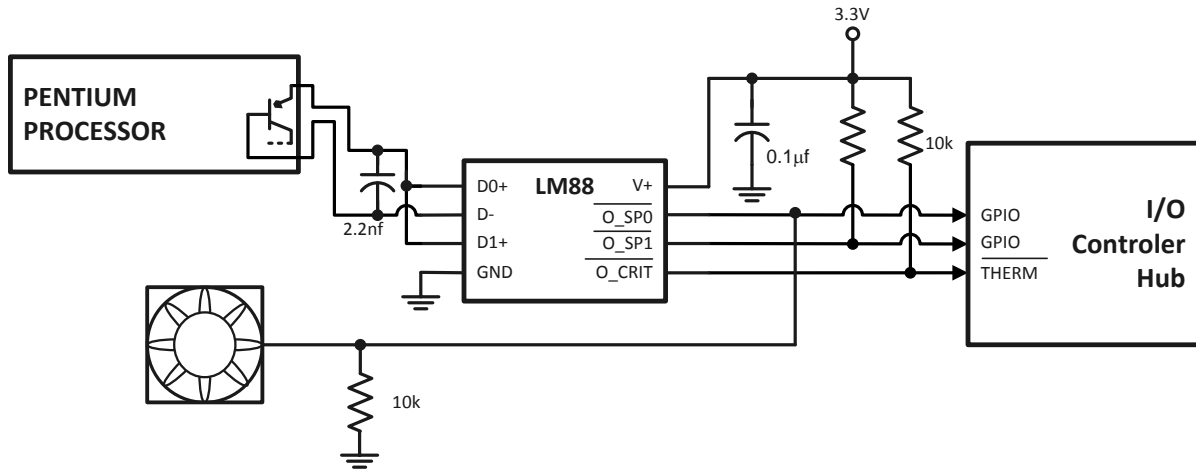 3.3V
PENTIUM
PROCESSOR
0.1μf
10k
LM88
D0+
V+
D-
O_SP0
D1+
O_SP1
GND
O_CRIT
2.2nf
GPIO
GPIO
THERM
I/O
Controler
Hub
10k